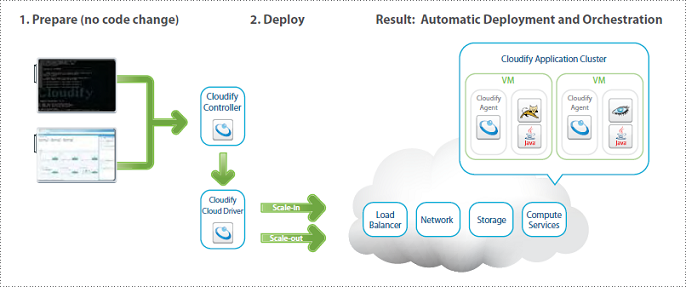 1. Prepare (no code change)
2. Deploy
Result: Automatic Deployment and Orchestration
Cloudify
Cloudify
Controller
Cloudify
Cloud Driver
Scale-in
Scale-out
Cloudify Application Cluster
VM
Cloudify
Agent
Java
VM
Cloudify
Agent
Java
Load
Balancer
Network
Storage
Compute
Services